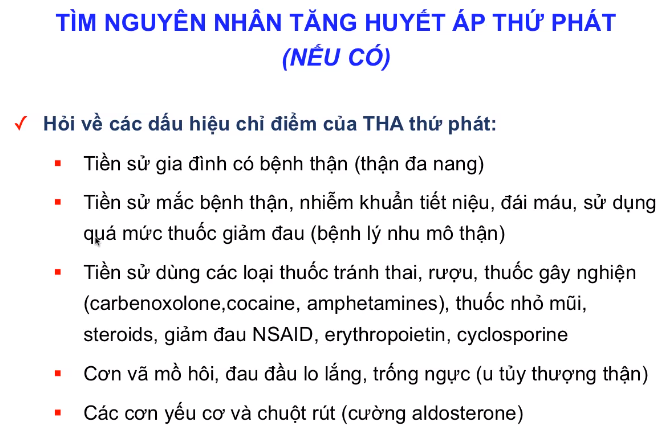 TÌM NGUYÊN NHÂN TĂNG HUYẾT ÁP THỨ PHÁT
(NẾU CÓ)
✓ Hỏi về các dấu hiệu chỉ điểm của THA thứ phát:
▪ Tiền sử gia đình có bệnh thận (thận đa nang)
▪ Tiền sử mắc bệnh thận, nhiễm khuẩn tiết niệu, đái máu, sử dụng
quá mức thuốc giảm đau (bệnh lý nhu mô thận)
▪ Tiền sử dùng các loại thuốc tránh thai, rượu, thuốc gây nghiện
(carbenoxolone,cocaine, amphetamines), thuốc nhỏ mũi,
steroids, giảm đau NSAID, erythropoietin, cyclosporine
▪ Cơn vã mồ hôi, đau đầu lo lắng, trống ngực (u tủy thượng thận)
▪ Các cơn yếu cơ và chuột rút (cường aldosterone)